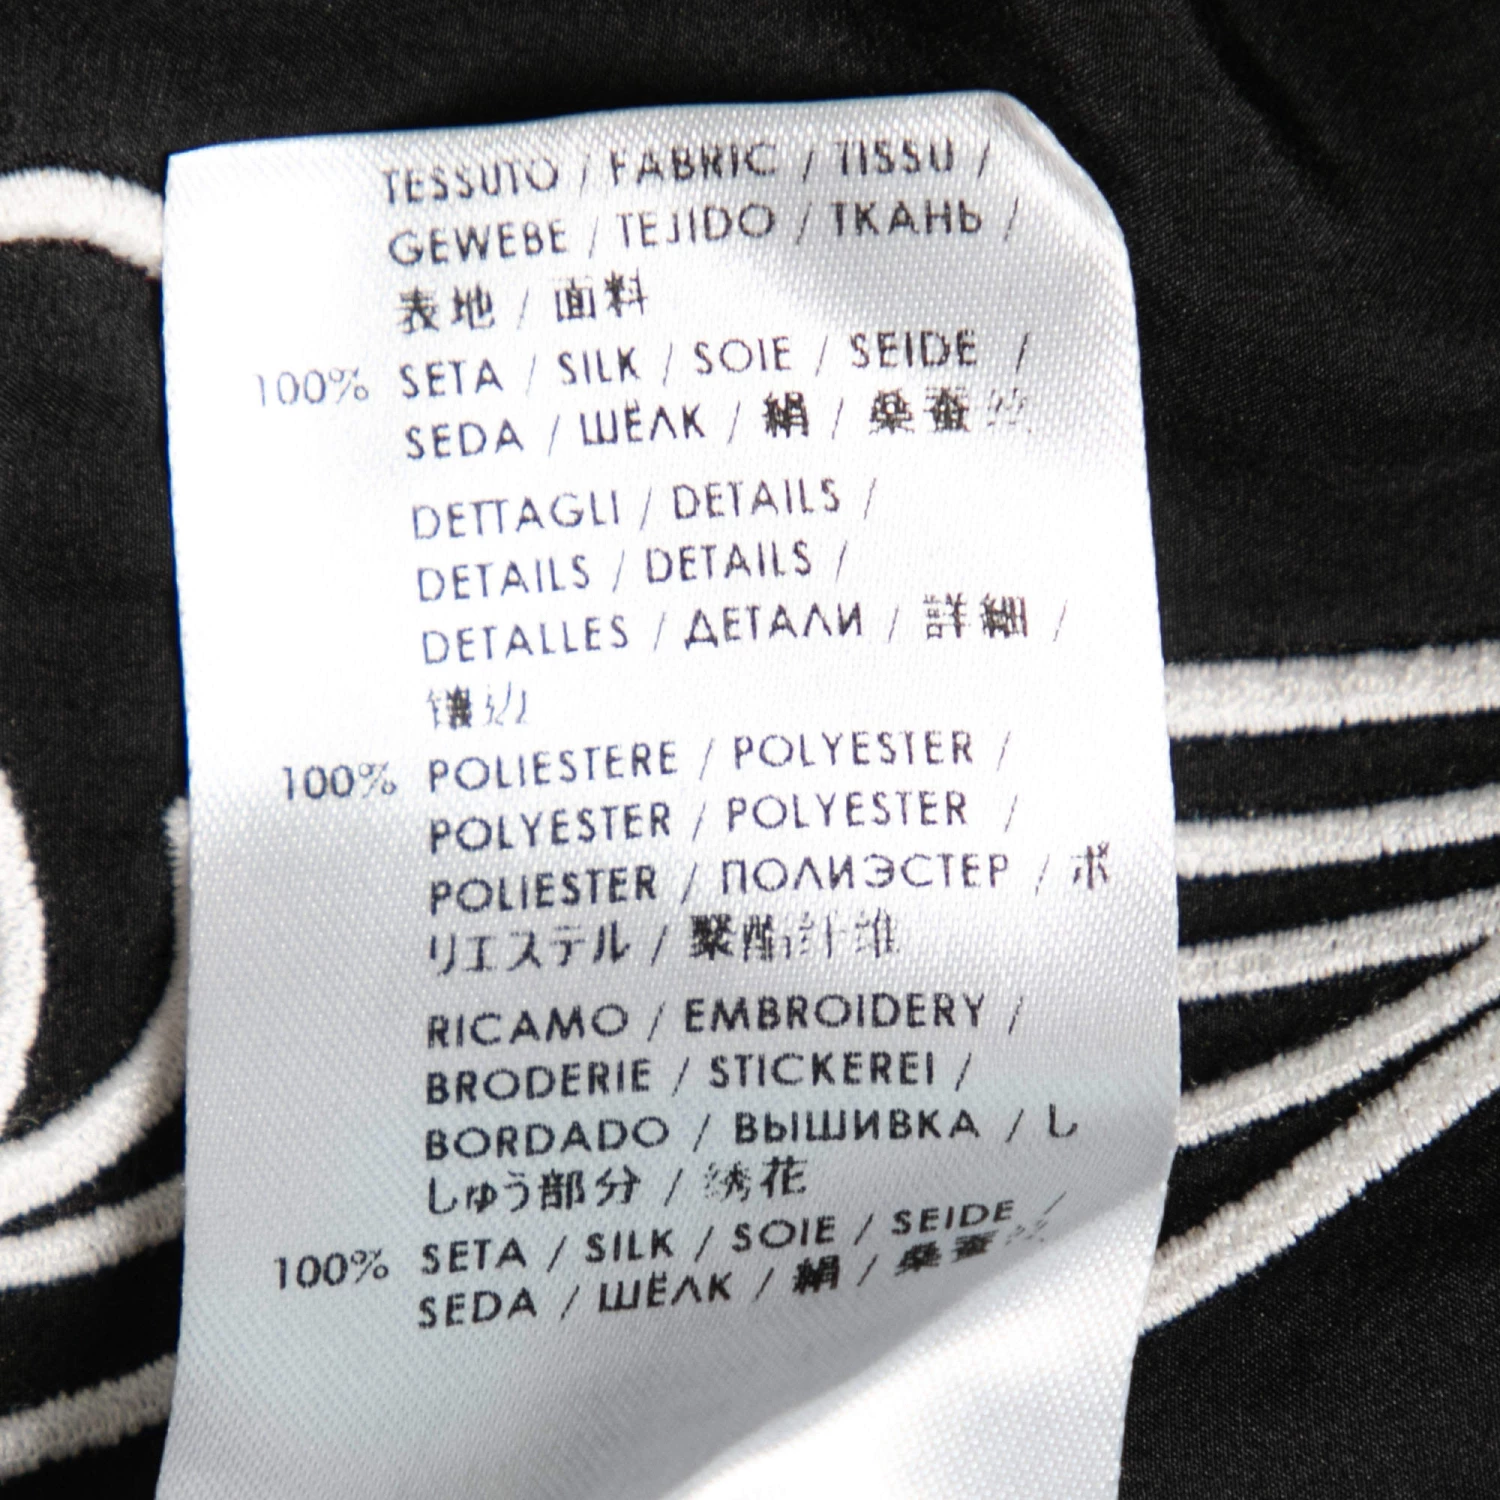 TESSUTO / FABRIC / TISSU /
GEWEBE / TEJIDO / ТКАНЬ /
表地 / 面料
100% SETA / SILK / SOIE / SEIDE /
SEDA / ШЁЛК / 絹 / 桑蚕丝
DETTAGLI / DETAILS /
DETAILS / DETAILS /
DETALLES / ДЕТАЛИ / 詳細 /
镶边
100% POLIESTERE / POLYESTER /
POLYESTER / POLYESTER /
POLIESTER / ПОЛИЭСТЕР / ポ
リエステル / 聚酯纤维
RICAMO / EMBROIDERY /
BRODERIE / STICKEREI /
BORDADO / ВЫШИВКА / し
しゅう部分 / 绣花
100% SETA / SILK / SOIE / SEIDE /
SEDA / ШЁЛК / 絹 / 桑蚕丝